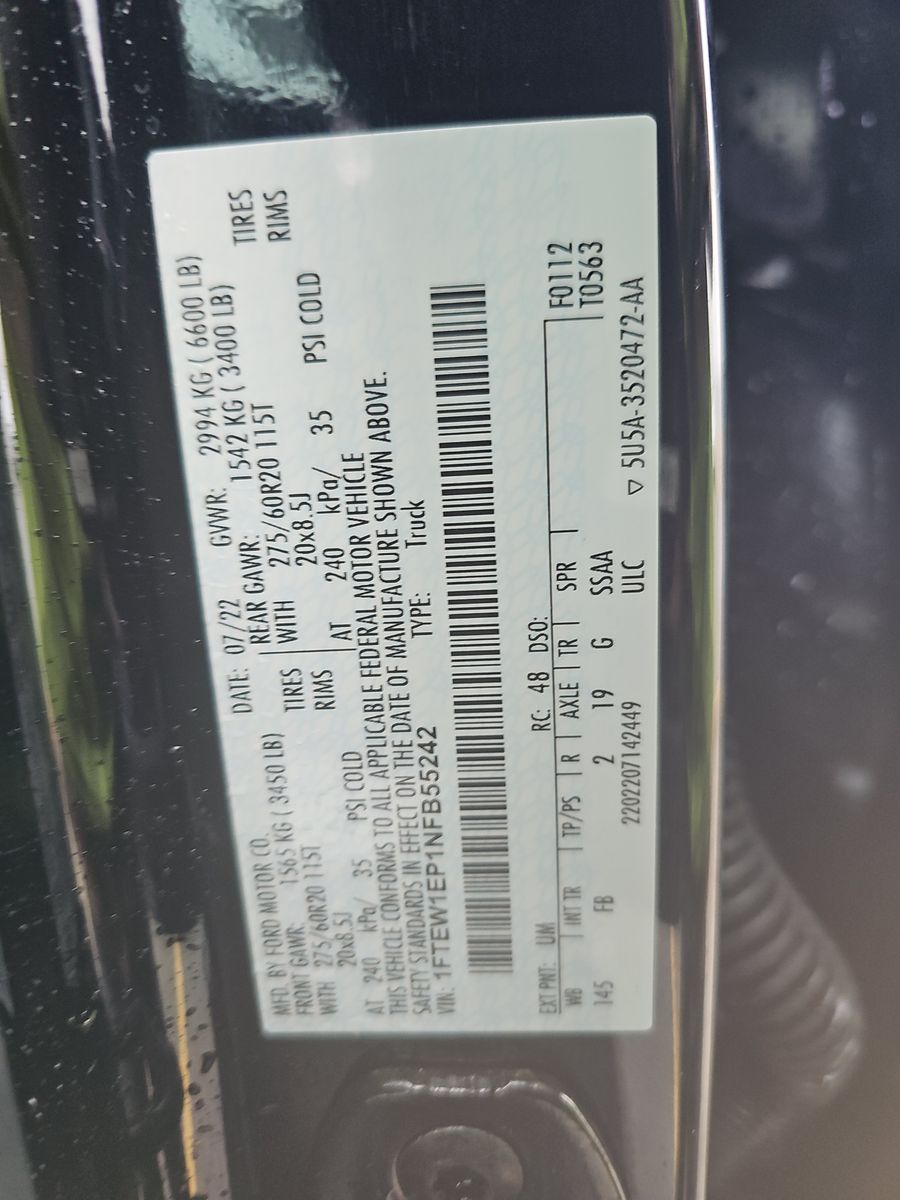 MFD. BY FORD MOTOR CO. DATE: 07/22 GVWR: 2994 KG ( 6600 LB)
FRONT GAWR: 1565 KG ( 3450 LB) REAR GAWR: 1542 KG ( 3400 LB)
WITH 275/60R20 115T TIRES WITH 275/60R20 115T TIRES
20x8.5J RIMS 20x8.5J RIMS
AT 240 kPa/ 35 PSI COLD AT 240 kPa/ 35 PSI COLD
THIS VEHICLE CONFORMS TO ALL APPLICABLE FEDERAL MOTOR VEHICLE
SAFETY STANDARDS IN EFFECT ON THE DATE OF MANUFACTURE SHOWN ABOVE.
VIN: 1FTEW1EP1NFB55242 TYPE: Truck
EXT PNT: UM RC: 48 DSO: F0112
WB INT TR TP/PS R AXLE TR SPR T0563
145 FB 2 19 G SSAA
2202207142449 ULC ▽ 5U5A-3520472-AA